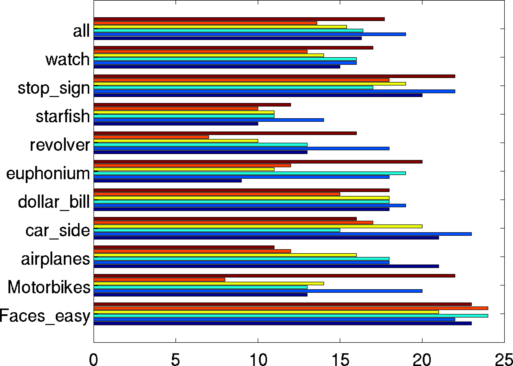 all
watch
stop_sign
starfish
revolver
euphonium
dollar_bill
car_side
airplanes
Motorbikes
Faces_easy
0 5 10 15 20 25